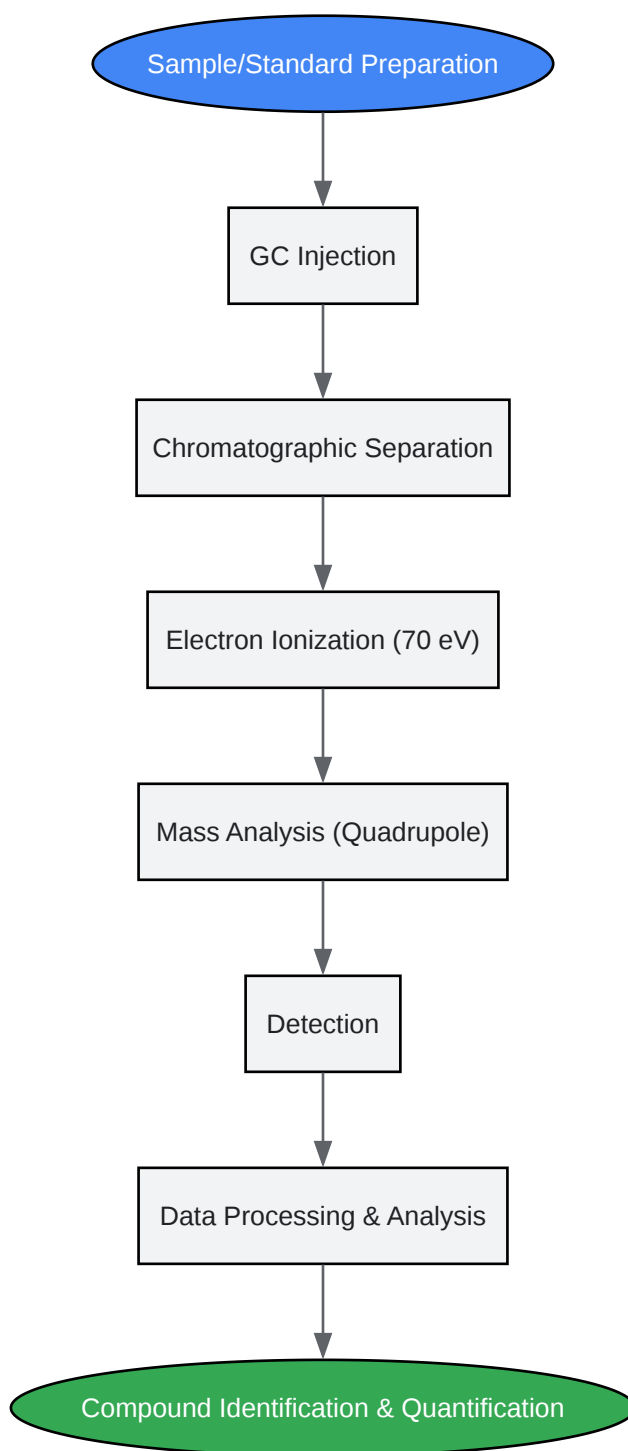 Sample/Standard Preparation
GC Injection
Chromatographic Separation
Electron Ionization (70 eV)
Mass Analysis (Quadrupole)
Detection
Data Processing & Analysis
Compound Identification & Quantification